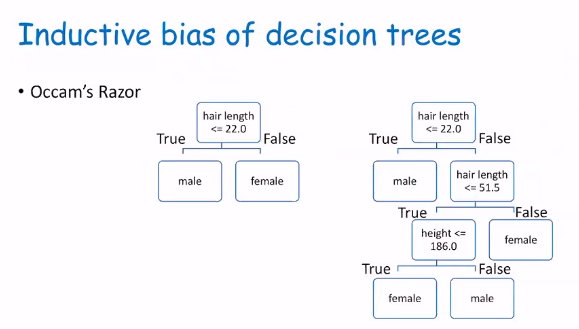 Inductive bias of decision trees
• Occam's Razor
hair length
<= 22.0
True
False
male
female
hair length
<= 22.0
True
False
male
hair length
<= 51.5
True
False
height <=
186.0
female
True
False
female
male